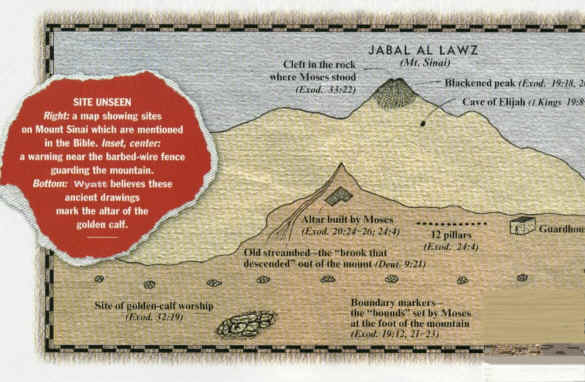 JABAL AL LAWZ
(Mt. Sinai)
Cleft in the rock
where Moses stood
(Exod. 33:22)
Blackened peak (Exod. 19:18, 20
Cave of Elijah (1 Kings 19:8
SITE UNSEEN
Right: a map showing sites
on Mount Sinai which are mentioned
in the Bible. Inset, center:
a warning near the barbed-wire fence
guarding the mountain.
Bottom: Wyatt believes these
ancient drawings
mark the altar of the
golden calf.
Altar built by Moses
(Exod. 20:24–26; 24:4)
12 pillars
(Exod. 24:4)
Guardhou
Old streambed—the "brook that
descended" out of the mount (Deut. 9:21)
Site of golden-calf worship
(Exod. 32:19)
Boundary markers—
the "bounds" set by Moses
at the foot of the mountain
(Exod. 19:12, 21–23)